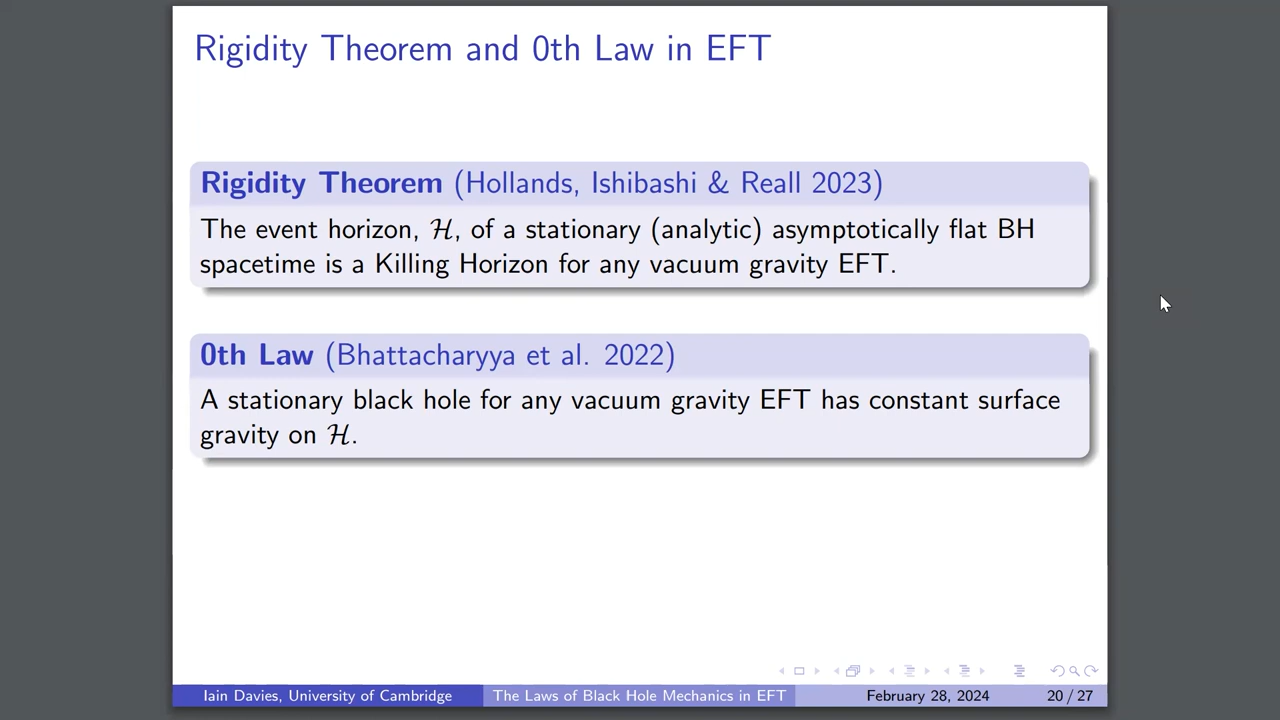 Rigidity Theorem and 0th Law in EFT
Rigidity Theorem (Hollands, Ishibashi & Reall 2023)
The event horizon, ℋ, of a stationary (analytic) asymptotically flat BH
spacetime is a Killing Horizon for any vacuum gravity EFT.
0th Law (Bhattacharyya et al. 2022)
A stationary black hole for any vacuum gravity EFT has constant surface
gravity on ℋ.
Iain Davies, University of Cambridge
The Laws of Black Hole Mechanics in EFT
February 28, 2024
20 / 27